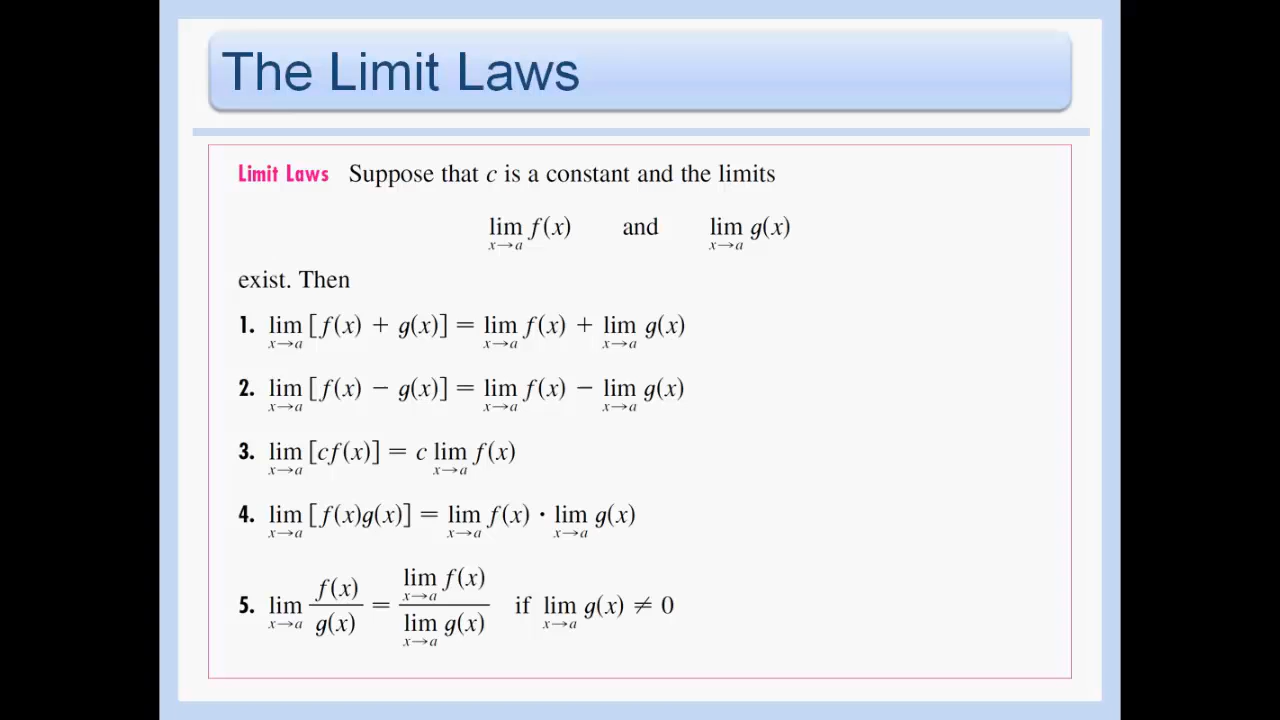 The Limit Laws
Limit Laws Suppose that c is a constant and the limits
lim x→a f(x) and lim x→a g(x)
exist. Then
1. lim x→a [f(x) + g(x)] = lim x→a f(x) + lim x→a g(x)
2. lim x→a [f(x) − g(x)] = lim x→a f(x) − lim x→a g(x)
3. lim x→a [cf(x)] = c lim x→a f(x)
4. lim x→a [f(x)g(x)] = lim x→a f(x) · lim x→a g(x)
5. lim x→a f(x)/g(x) = lim x→a f(x) / lim x→a g(x) if lim x→a g(x) ≠ 0